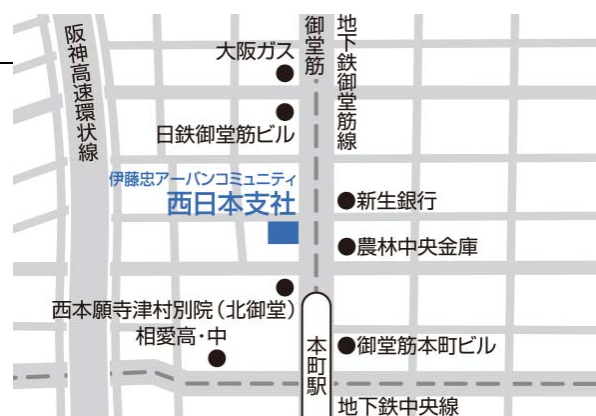 阪神高速環状線
御堂筋
地下鉄御堂筋線
大阪ガス
日鉄御堂筋ビル
伊藤忠アーバンコミュニティ
西日本支社
新生銀行
農林中央金庫
西本願寺津村別院（北御堂）
相愛高・中
本町駅
御堂筋本町ビル
地下鉄中央線